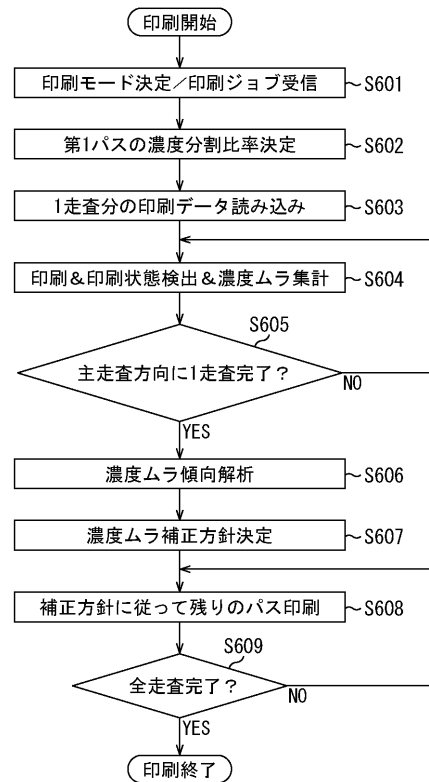 印刷開始
印刷モード決定／印刷ジョブ受信 S601
第1パスの濃度分割比率決定 S602
1走査分の印刷データ読み込み S603
印刷＆印刷状態検出＆濃度ムラ集計 S604
S605
主走査方向に1走査完了？
NO
YES
濃度ムラ傾向解析 S606
濃度ムラ補正方針決定 S607
補正方針に従って残りのパス印刷 S608
S609
全走査完了？
NO
YES
印刷終了